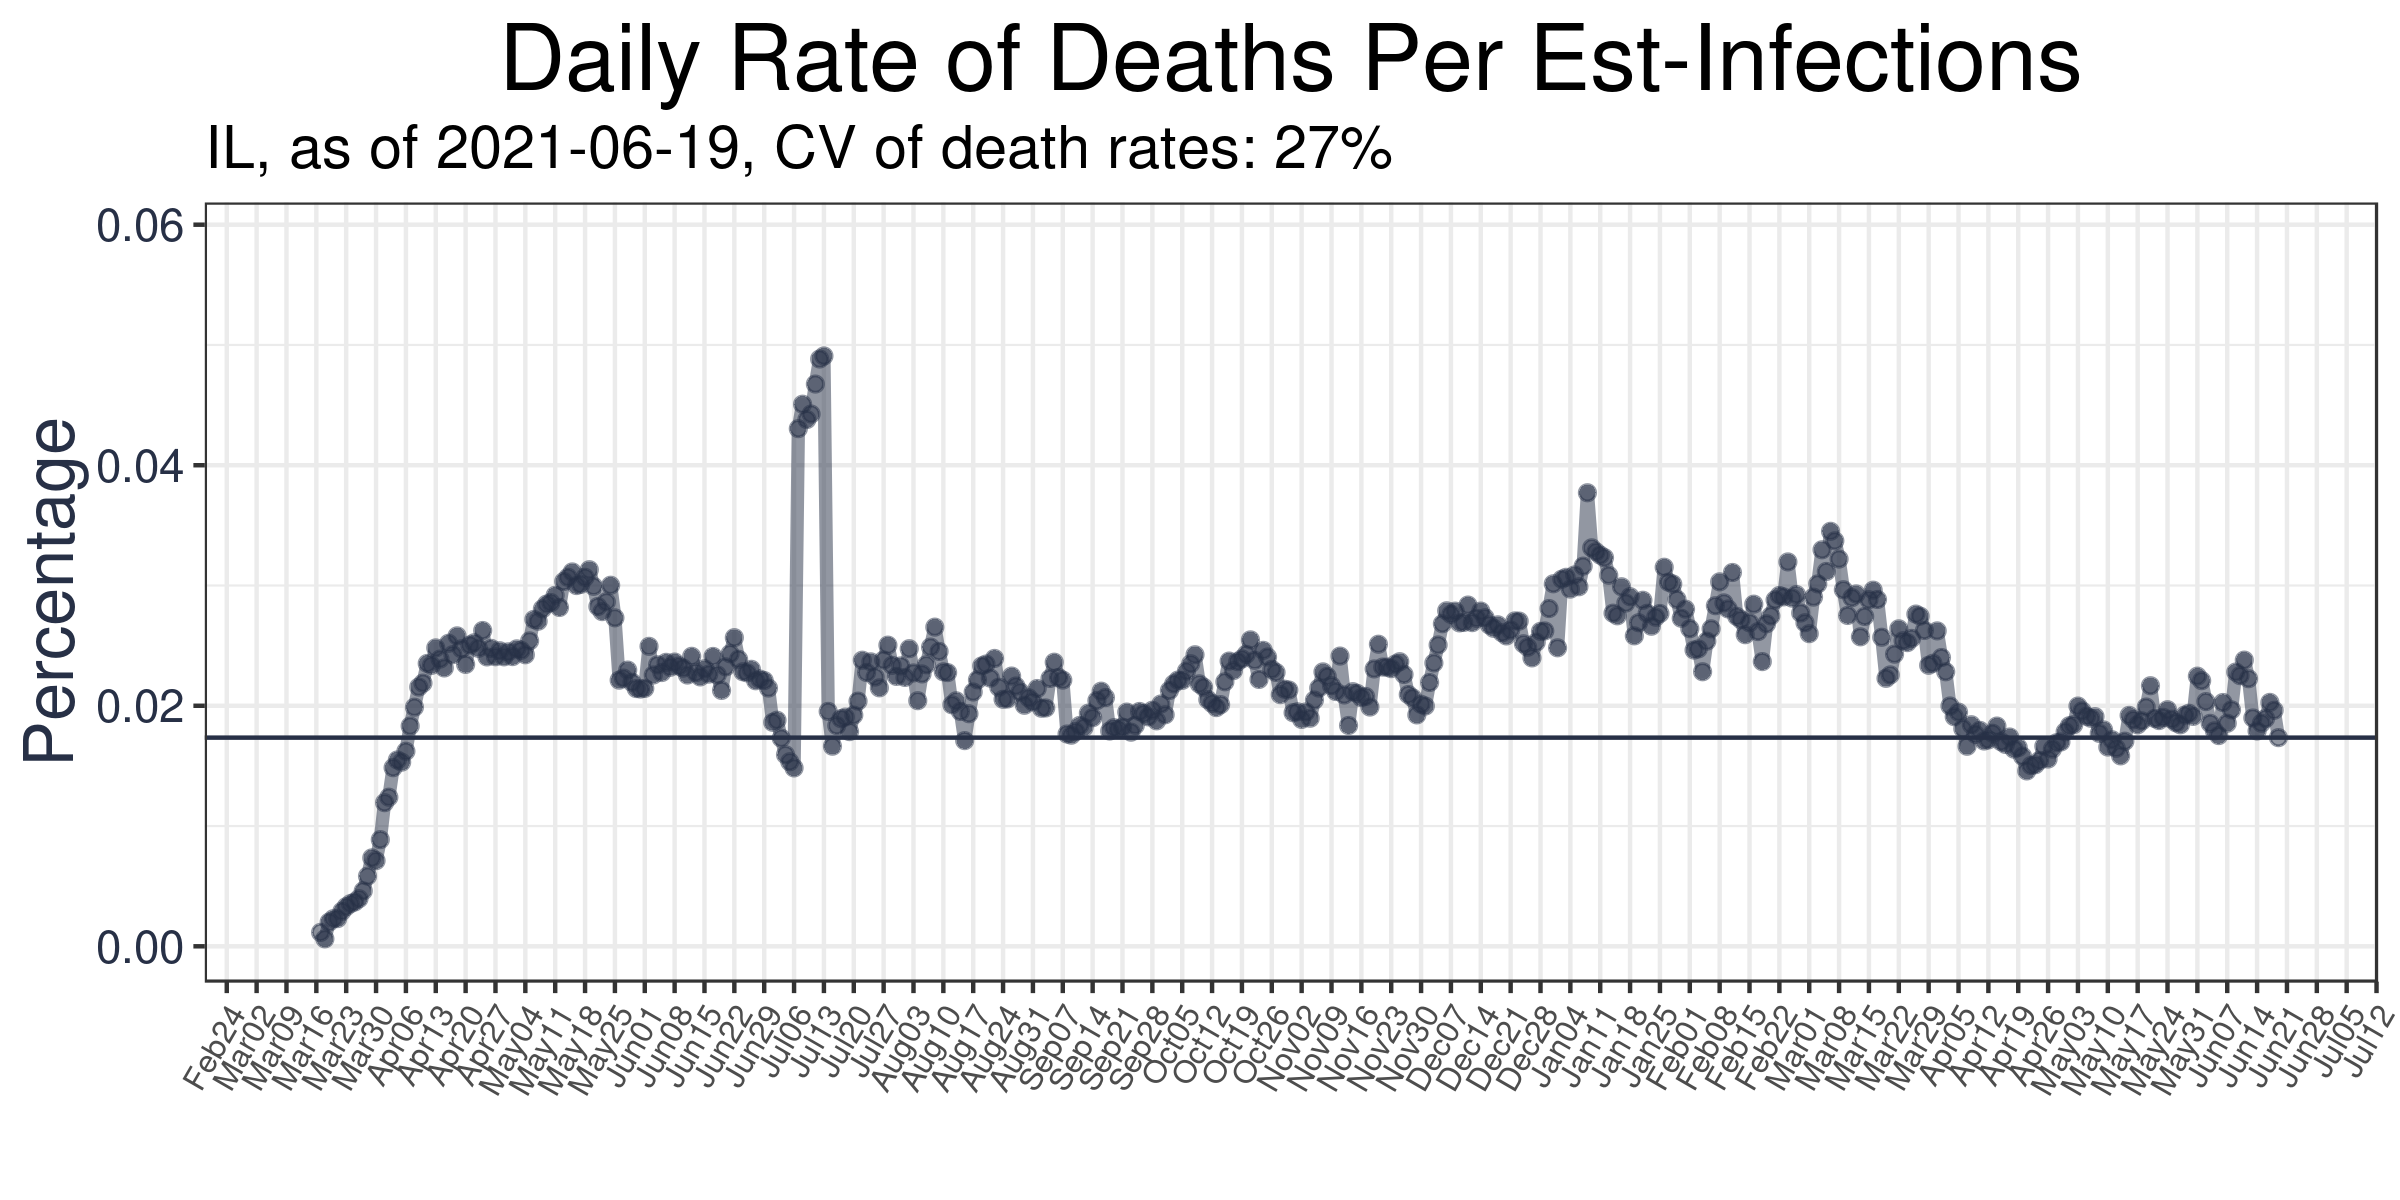 Daily Rate of Deaths Per Est-Infections
IL, as of 2021-06-19, CV of death rates: 27%
Percentage
0.06
0.04
0.02
0.00
Feb24
Mar02
Mar09
Mar16
Mar23
Mar30
Apr06
Apr13
Apr20
Apr27
May04
May11
May18
May25
Jun01
Jun08
Jun15
Jun22
Jun29
Jul06
Jul13
Jul20
Jul27
Aug03
Aug10
Aug17
Aug24
Aug31
Sep07
Sep14
Sep21
Sep28
Oct05
Oct12
Oct19
Oct26
Nov02
Nov09
Nov16
Nov23
Nov30
Dec07
Dec14
Dec21
Dec28
Jan04
Jan11
Jan18
Jan25
Feb01
Feb08
Feb15
Feb22
Mar01
Mar08
Mar15
Mar22
Mar29
Apr05
Apr12
Apr19
Apr26
May03
May10
May17
May24
May31
Jun07
Jun14
Jun21
Jun28
Jul05
Jul12